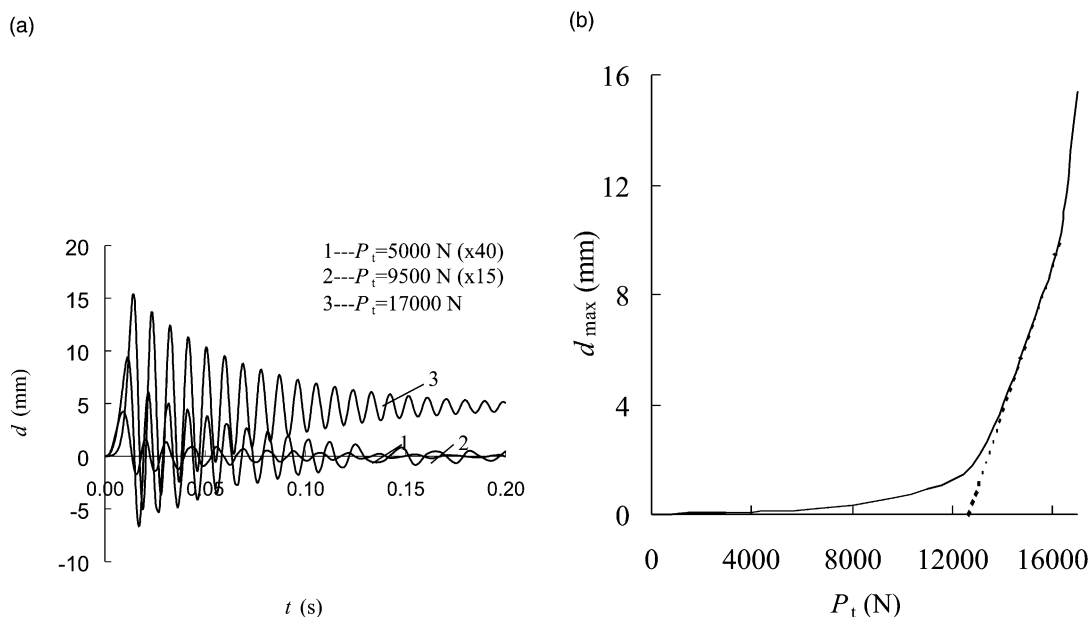 (a)
20
15
10
5
0
-5
-10
d (mm)
0.00 0.05 0.10 0.15 0.20
t (s)
1---Pt=5000 N (x40)
2---Pt=9500 N (x15)
3---Pt=17000 N
3
1
2
(b)
16
12
8
4
0
dmax (mm)
0 4000 8000 12000 16000
Pt (N)